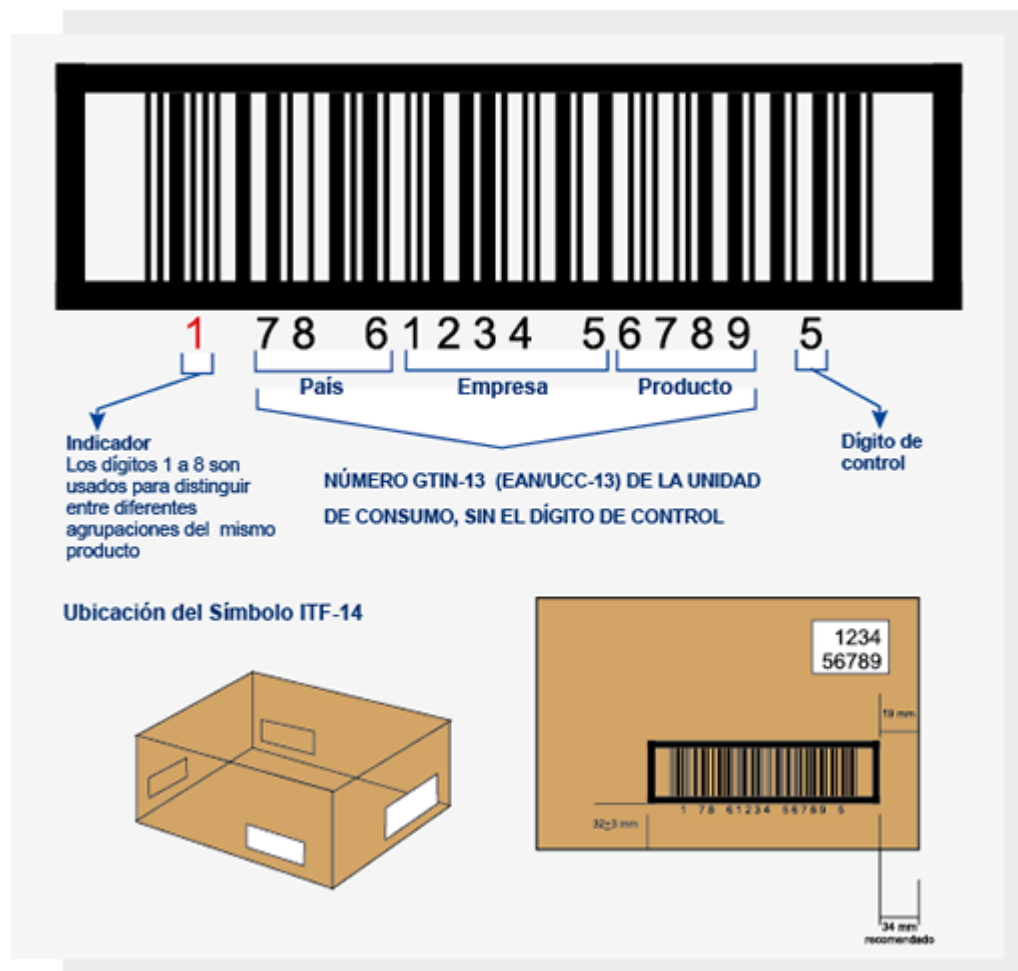 1 78 61234 56789 5
País Empresa Producto
Indicador
Los dígitos 1 a 8 son
usados para distinguir
entre diferentes
agrupaciones del mismo
producto
Dígito de
control
NÚMERO GTIN-13 (EAN/UCC-13) DE LA UNIDAD
DE CONSUMO, SIN EL DÍGITO DE CONTROL
Ubicación del Símbolo ITF-14
1234
56789
19 mm
1 78 61234 56789 5
32±3 mm
34 mm
recomendado